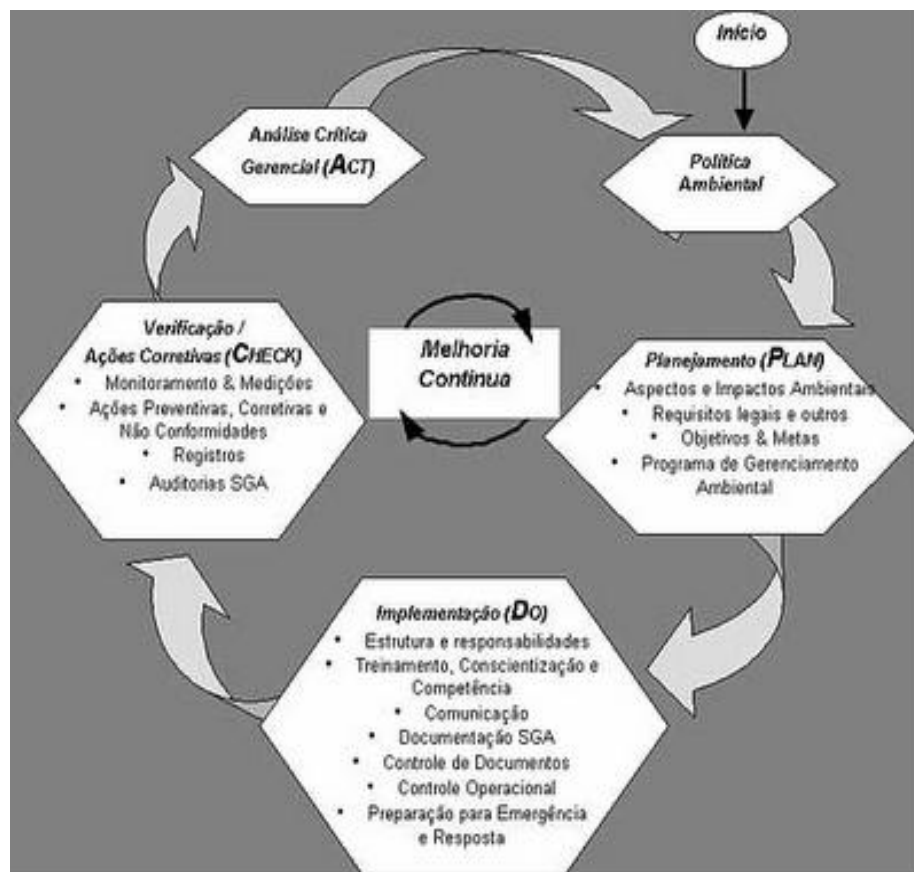 Início
Política
Ambiental
Planejamento (PLAN)
• Aspectos e Impactos Ambientais
• Requisitos legais e outros
• Objetivos & Metas
• Programa de Gerenciamento
Ambiental
Implementação (DO)
• Estrutura e responsabilidades
• Treinamento, Conscientização e
Competência
• Comunicação
• Documentação SGA
• Controle de Documentos
• Controle Operacional
• Preparação para Emergência
e Resposta
Verificação /
Ações Corretivas (CHECK)
• Monitoramento & Medições
• Ações Preventivas, Corretivas e
Não Conformidades
• Registros
• Auditorias SGA
Análise Crítica
Gerencial (ACT)
Melhoria
Contínua